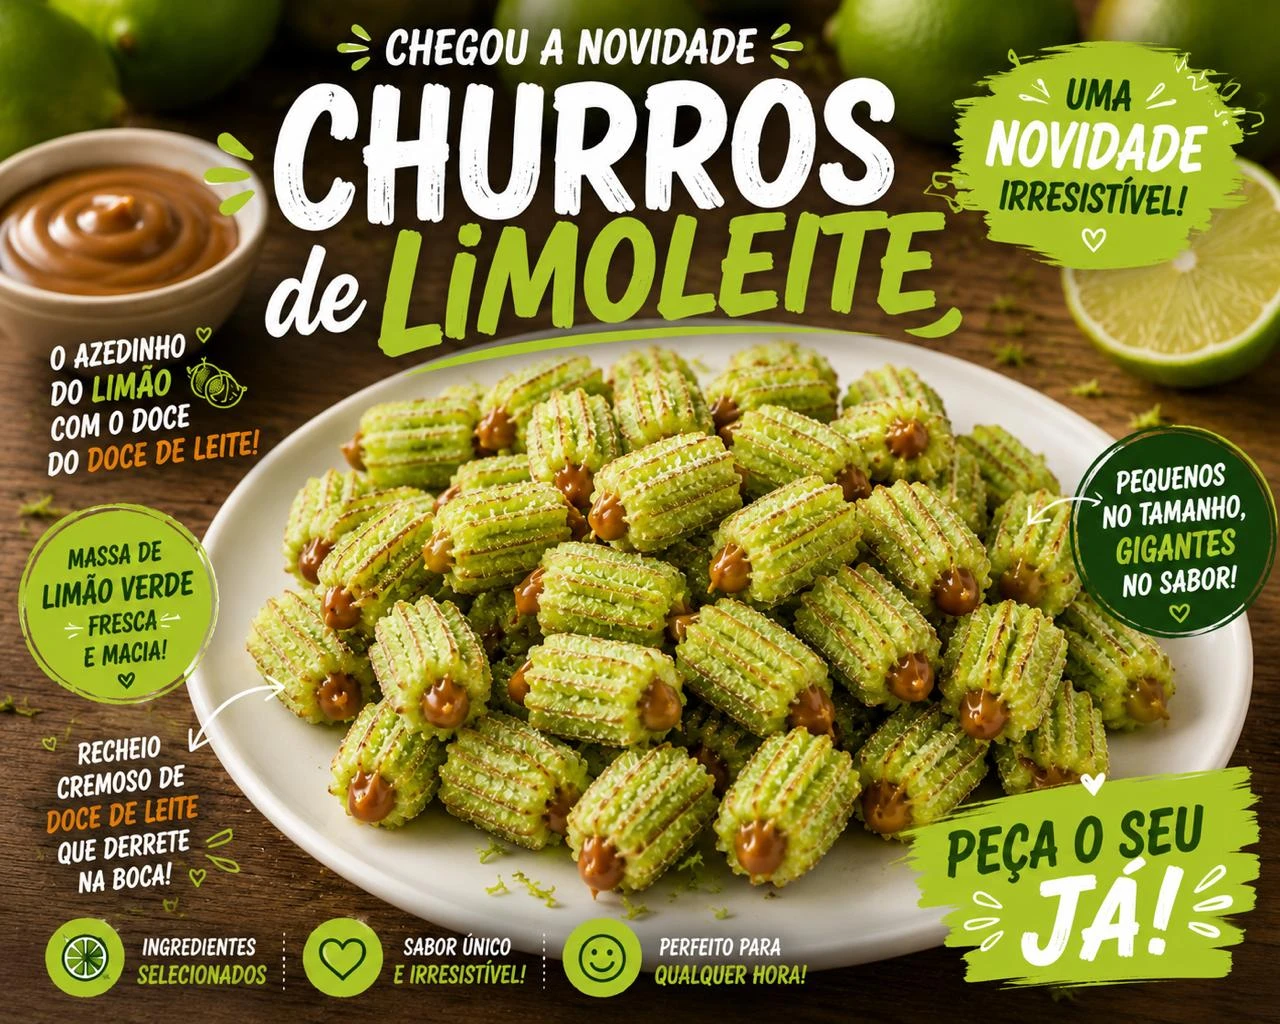 CHEGOU A NOVIDADE
CHURROS
de LiMOLEITE
UMA
NOVIDADE
IRRESISTÍVEL!
O AZEDINHO
DO LIMÃO
COM O DOCE
DO DOCE DE LEITE!
MASSA DE
LIMÃO VERDE
FRESCA
E MACIA!
PEQUENOS
NO TAMANHO,
GIGANTES
NO SABOR!
RECHEIO
CREMOSO DE
DOCE DE LEITE
QUE DERRETE
NA BOCA!
PEÇA O SEU
JÁ!
INGREDIENTES
SELECIONADOS
SABOR ÚNICO
E IRRESISTÍVEL!
PERFEITO PARA
QUALQUER HORA!